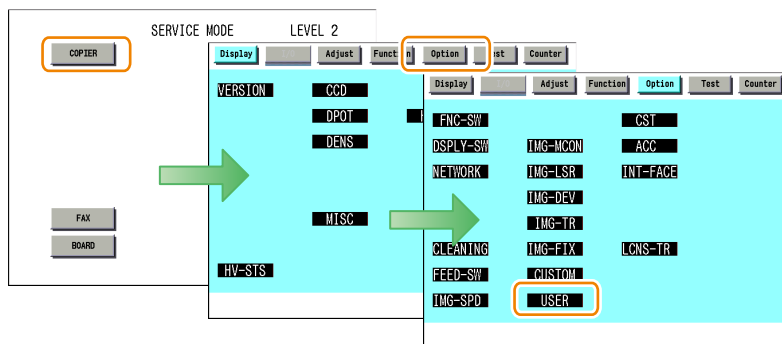 SERVICE MODE LEVEL 2
COPIER
FAX
BOARD
Display Adjust Function Option Test Counter
VERSION CCD
DPOT
DENS
MISC
HV-STS
Display Adjust Function Option Test Counter
FNC-SW CST
DSPLY-SW IMG-MCON ACC
NETWORK IMG-LSR INT-FACE
IMG-DEV
IMG-TR
CLEANING IMG-FIX LCNS-TR
FEED-SW CUSTOM
IMG-SPD USER